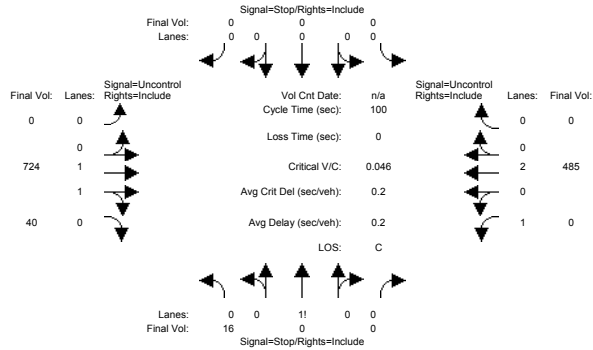 Signal=Stop/Rights=Include
Final Vol: 0 0 0
Lanes: 0 0 0 0 0
Signal=Uncontrol
Final Vol: Lanes: Rights=Include
Vol Cnt Date: n/a
Signal=Uncontrol
Rights=Include Lanes: Final Vol:
Cycle Time (sec): 100
0 0
0 0
Loss Time (sec): 0
0
0
724 1
Critical V/C: 0.046
2 485
1
Avg Crit Del (sec/veh): 0.2
0
40 0
Avg Delay (sec/veh): 0.2
1 0
LOS: C
Lanes: 0 0 1! 0 0
Final Vol: 16 0 0
Signal=Stop/Rights=Include